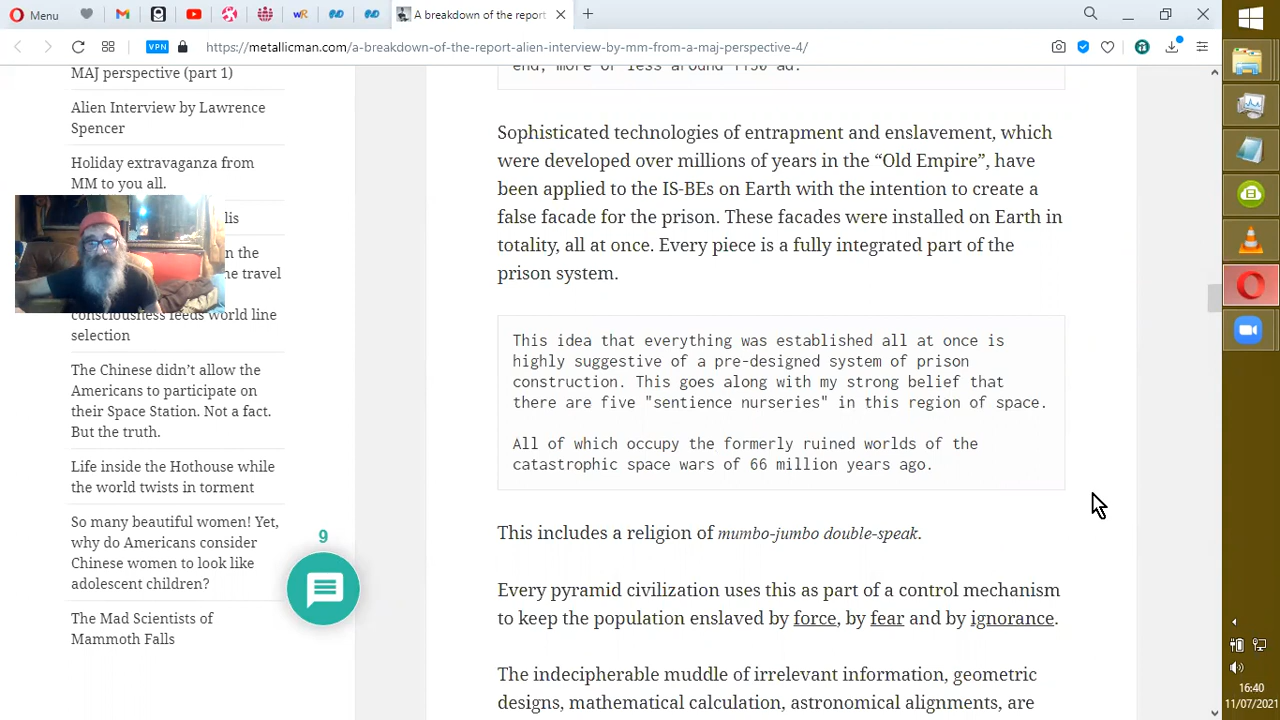 Menu
A breakdown of the report
https://metallicman.com/a-breakdown-of-the-report-alien-interview-by-mm-from-a-maj-perspective-4/
VPN
MAJ perspective (part 1)
Alien Interview by Lawrence
Spencer
Holiday extravaganza from
MM to you all.
lis
n the
he travel
consciousness feeds world line
selection
The Chinese didn’t allow the
Americans to participate on
their Space Station. Not a fact.
But the truth.
Life inside the Hothouse while
the world twists in torment
So many beautiful women! Yet,
why do Americans consider
Chinese women to look like
adolescent children?
The Mad Scientists of
Mammoth Falls
9
end, more or less around 1150 ad.
Sophisticated technologies of entrapment and enslavement, which
were developed over millions of years in the “Old Empire”, have
been applied to the IS-BEs on Earth with the intention to create a
false facade for the prison. These facades were installed on Earth in
totality, all at once. Every piece is a fully integrated part of the
prison system.
This idea that everything was established all at once is
highly suggestive of a pre-designed system of prison
construction. This goes along with my strong belief that
there are five "sentience nurseries" in this region of space.
All of which occupy the formerly ruined worlds of the
catastrophic space wars of 66 million years ago.
This includes a religion of mumbo-jumbo double-speak.
Every pyramid civilization uses this as part of a control mechanism
to keep the population enslaved by force, by fear and by ignorance.
The indecipherable muddle of irrelevant information, geometric
designs, mathematical calculation, astronomical alignments, are
16:40
11/07/2021